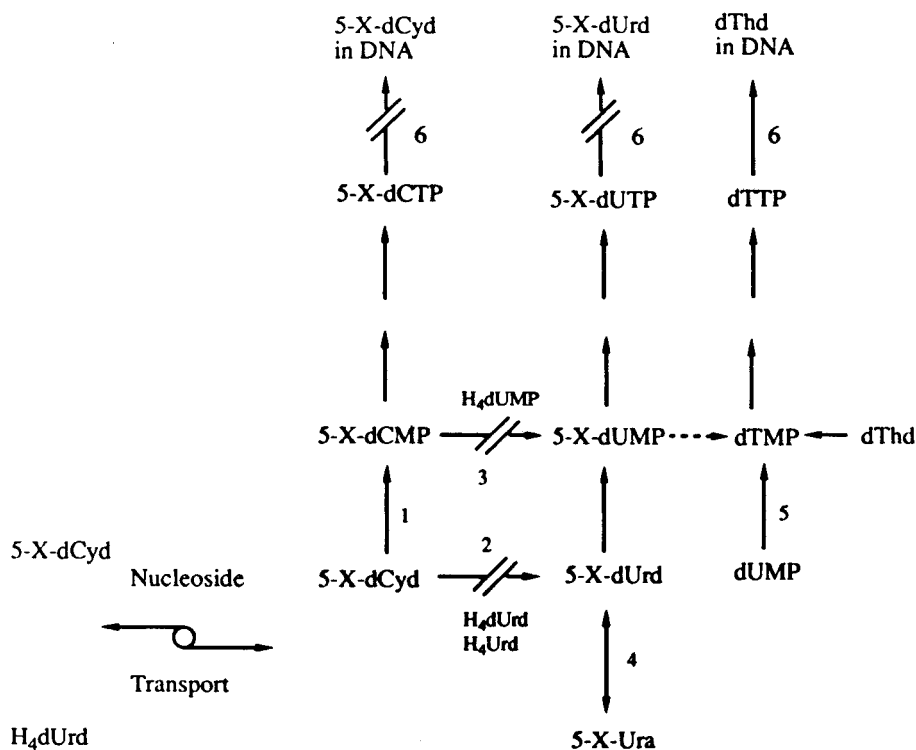 5-X-dCyd 5-X-dUrd dThd
in DNA in DNA in DNA
6 6 6
5-X-dCTP 5-X-dUTP dTTP
H₄dUMP
5-X-dCMP 5-X-dUMP dTMP dThd
3
1 5
2
5-X-dCyd
5-X-dCyd 5-X-dUrd dUMP
Nucleoside
H₄dUrd
H₄Urd
4
Transport
H₄dUrd
5-X-Ura